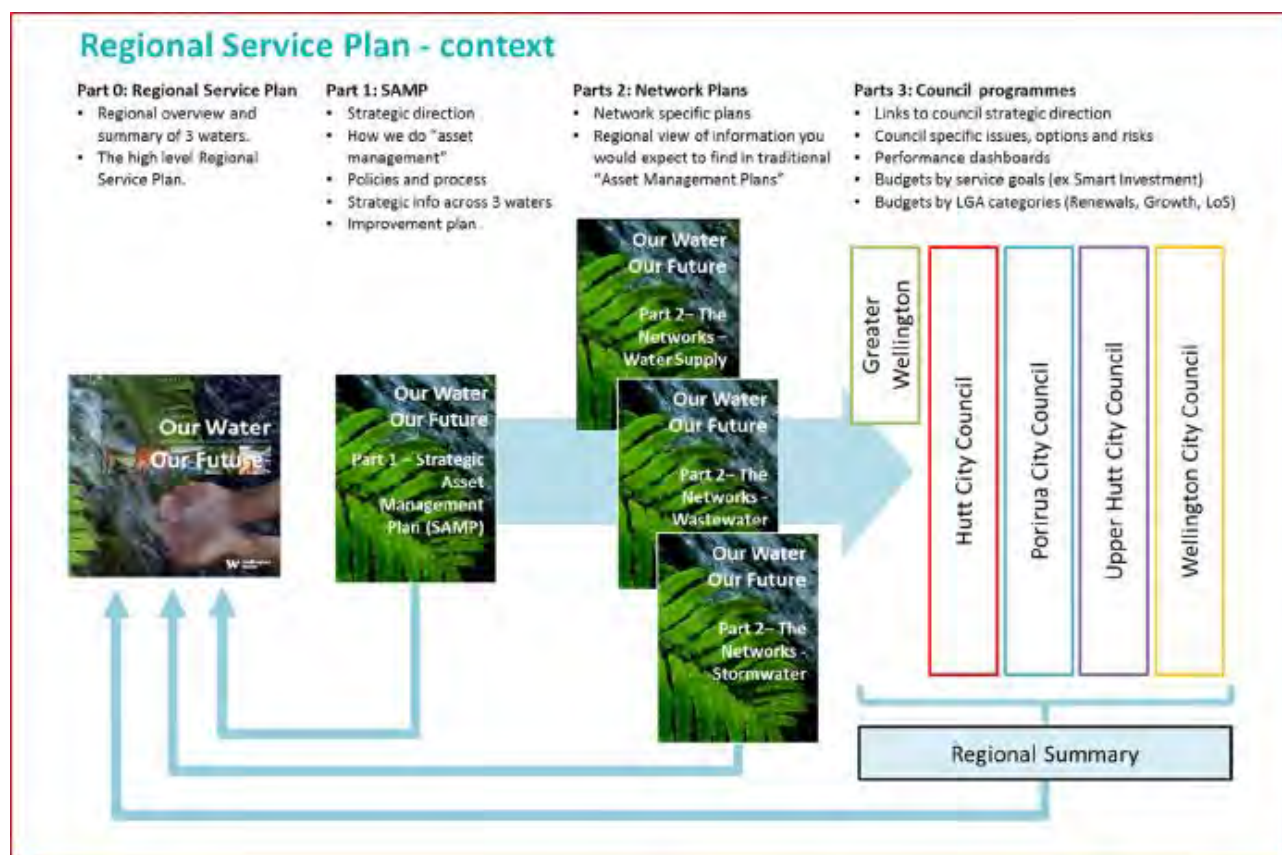 Regional Service Plan - context
Part 0: Regional Service Plan
• Regional overview and
summary of 3 waters.
• The high level Regional
Service Plan.
Part 1: SAMP
• Strategic direction
• How we do "asset
management"
• Policies and process
• Strategic info across 3 waters
• Improvement plan
Parts 2: Network Plans
• Network specific plans
• Regional view of information you
would expect to find in traditional
"Asset Management Plans"
Parts 3: Council programmes
• Links to council strategic direction
• Council specific issues, options and risks
• Performance dashboards
• Budgets by service goals (ex Smart Investment)
• Budgets by LGA categories (Renewals, Growth, LoS)
Our Water
Our Future
Our Water
Our Future
Part 1 – Strategic
Asset
Management
Plan (SAMP)
Our Water
Our Future
Part 2– The
Networks –
Water Supply
Our Water
Our Future
Part 2– The
Networks -
Wastewater
Our Water
Our Future
Part 2– The
Networks -
Stormwater
Greater
Wellington
Hutt City Council
Porirua City Council
Upper Hutt City Council
Wellington City Council
Regional Summary